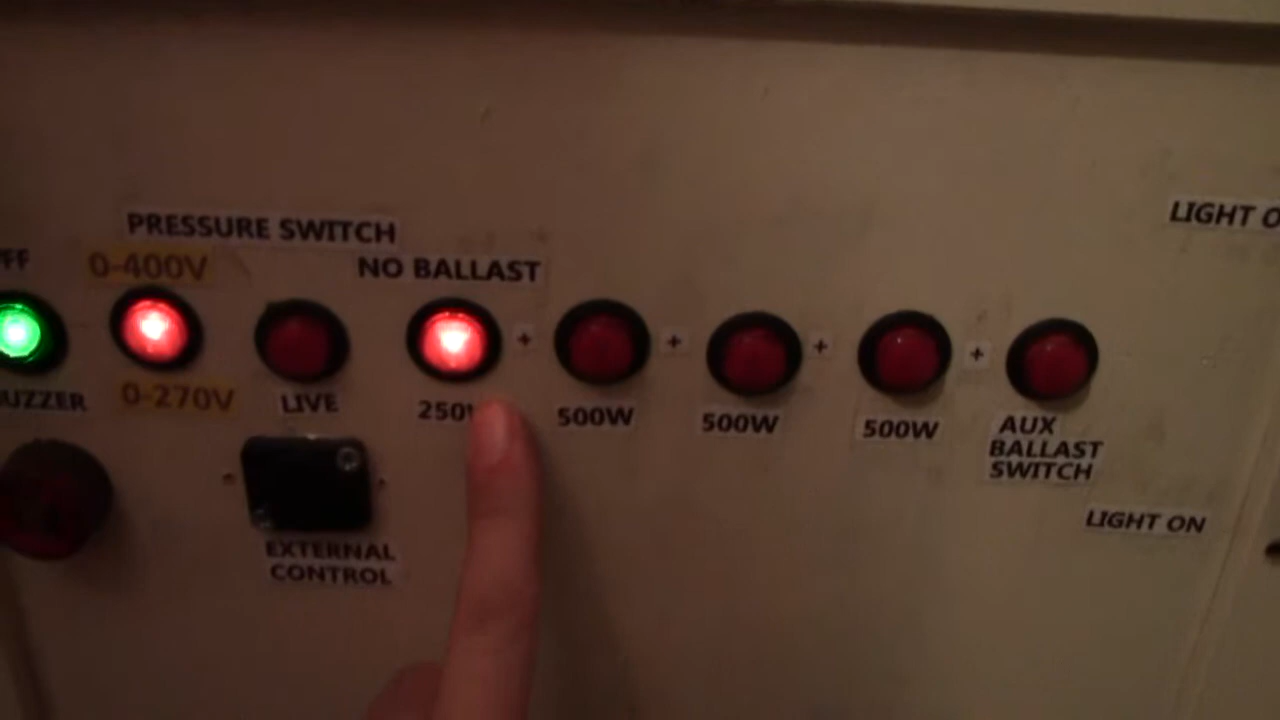 PRESSURE SWITCH
LIGHT O
FF
0-400V
NO BALLAST
+
+
+
+
UZZER
0-270V
LIVE
250
500W
500W
500W
AUX
BALLAST
SWITCH
LIGHT ON
EXTERNAL
CONTROL